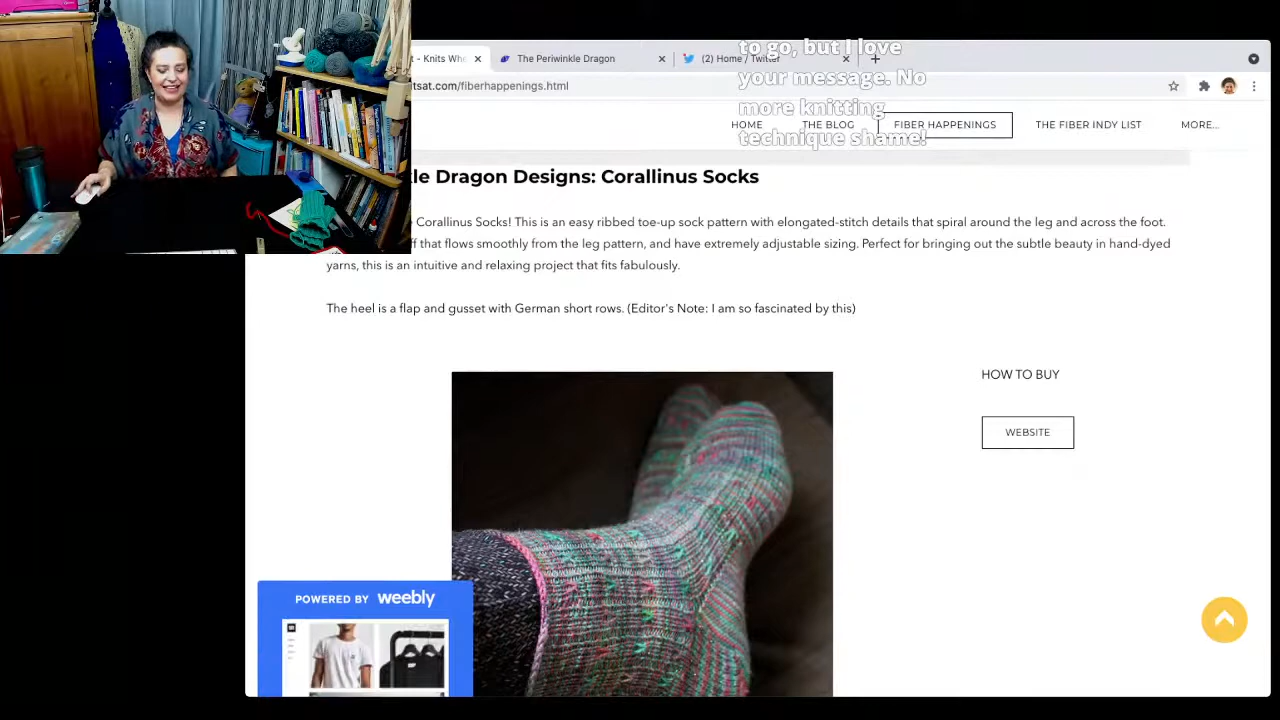 to go, but I love
your message. No
more knitting
technique shame!
t - Knits Whe
The Periwinkle Dragon
(2) Home / Twitter
itsat.com/fiberhappenings.html
HOME
THE BLOG
FIBER HAPPENINGS
THE FIBER INDY LIST
MORE...
kle Dragon Designs: Corallinus Socks
Corallinus Socks! This is an easy ribbed toe-up sock pattern with elongated-stitch details that spiral around the leg and across the foot.
ff that flows smoothly from the leg pattern, and have extremely adjustable sizing. Perfect for bringing out the subtle beauty in hand-dyed
yarns, this is an intuitive and relaxing project that fits fabulously.
The heel is a flap and gusset with German short rows. (Editor's Note: I am so fascinated by this)
HOW TO BUY
WEBSITE
POWERED BY weebly